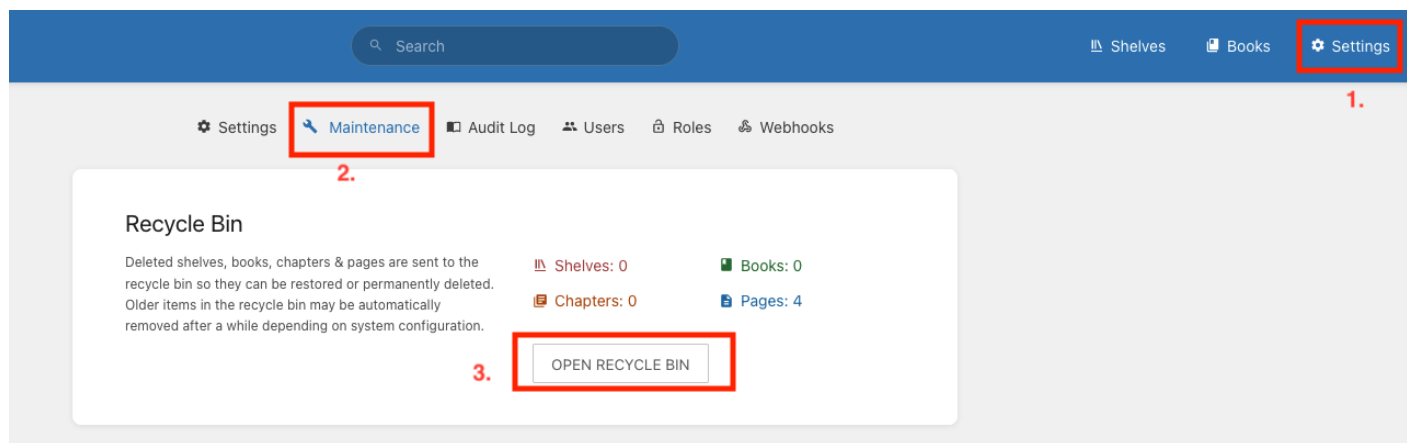 Search
Shelves
Books
Settings
1.
Settings
Maintenance
Audit Log
Users
Roles
Webhooks
2.
Recycle Bin
Deleted shelves, books, chapters & pages are sent to the
recycle bin so they can be restored or permanently deleted.
Older items in the recycle bin may be automatically
removed after a while depending on system configuration.
Shelves: 0
Books: 0
Chapters: 0
Pages: 4
3.
OPEN RECYCLE BIN